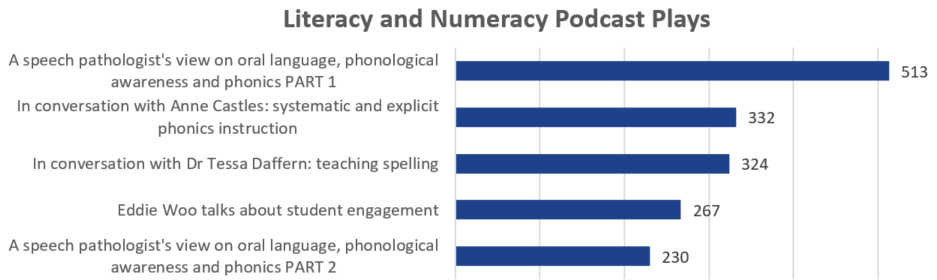 Literacy and Numeracy Podcast Plays
A speech pathologist's view on oral language, phonological
awareness and phonics PART 1
513
In conversation with Anne Castles: systematic and explicit
phonics instruction
332
In conversation with Dr Tessa Daffern: teaching spelling
324
Eddie Woo talks about student engagement
267
A speech pathologist's view on oral language, phonological
awareness and phonics PART 2
230